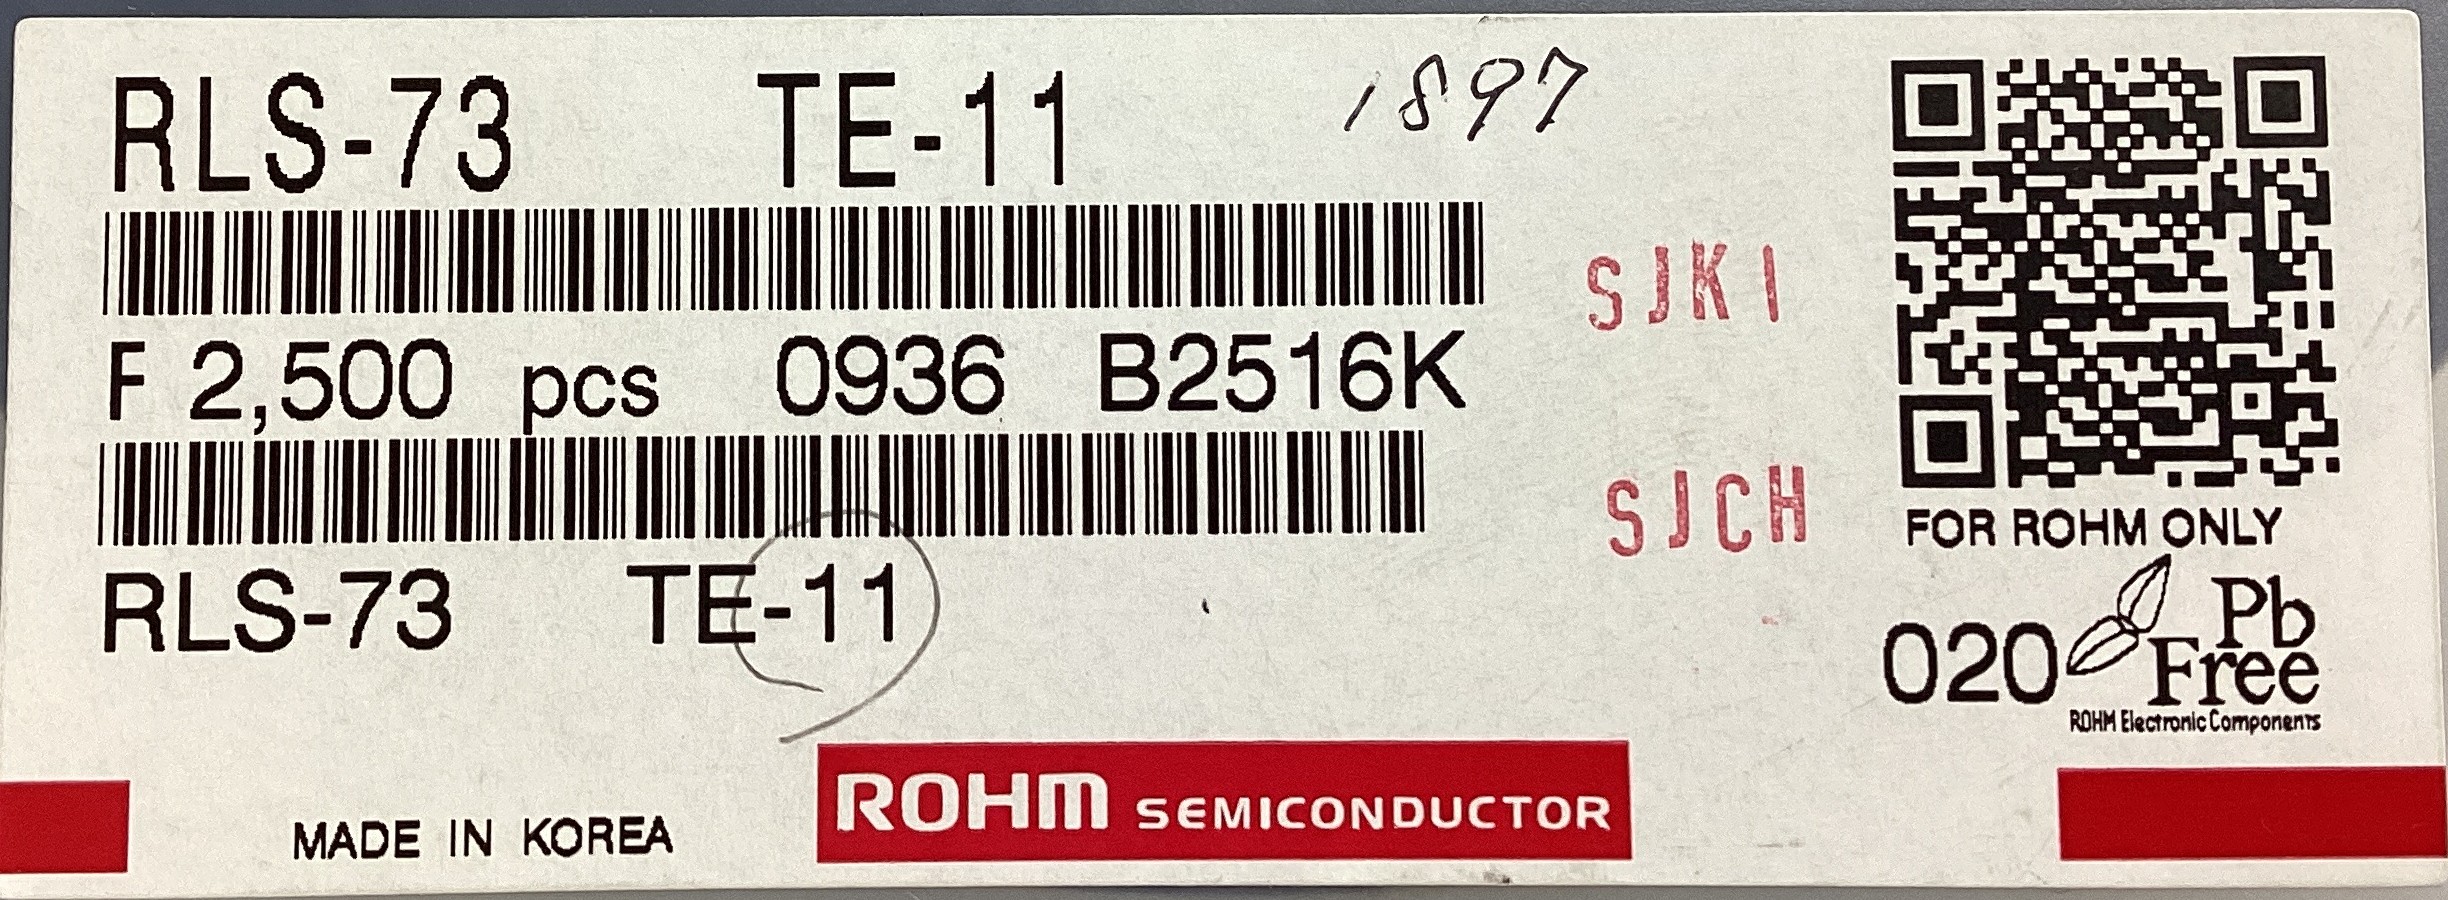 RLS-73 TE-11 1897
SJKI
F 2,500 pcs 0936 B2516K
SJCH
FOR ROHM ONLY
RLS-73 TE-11
020 Pb Free
ROHM Electronic Components
MADE IN KOREA
ROHM SEMICONDUCTOR